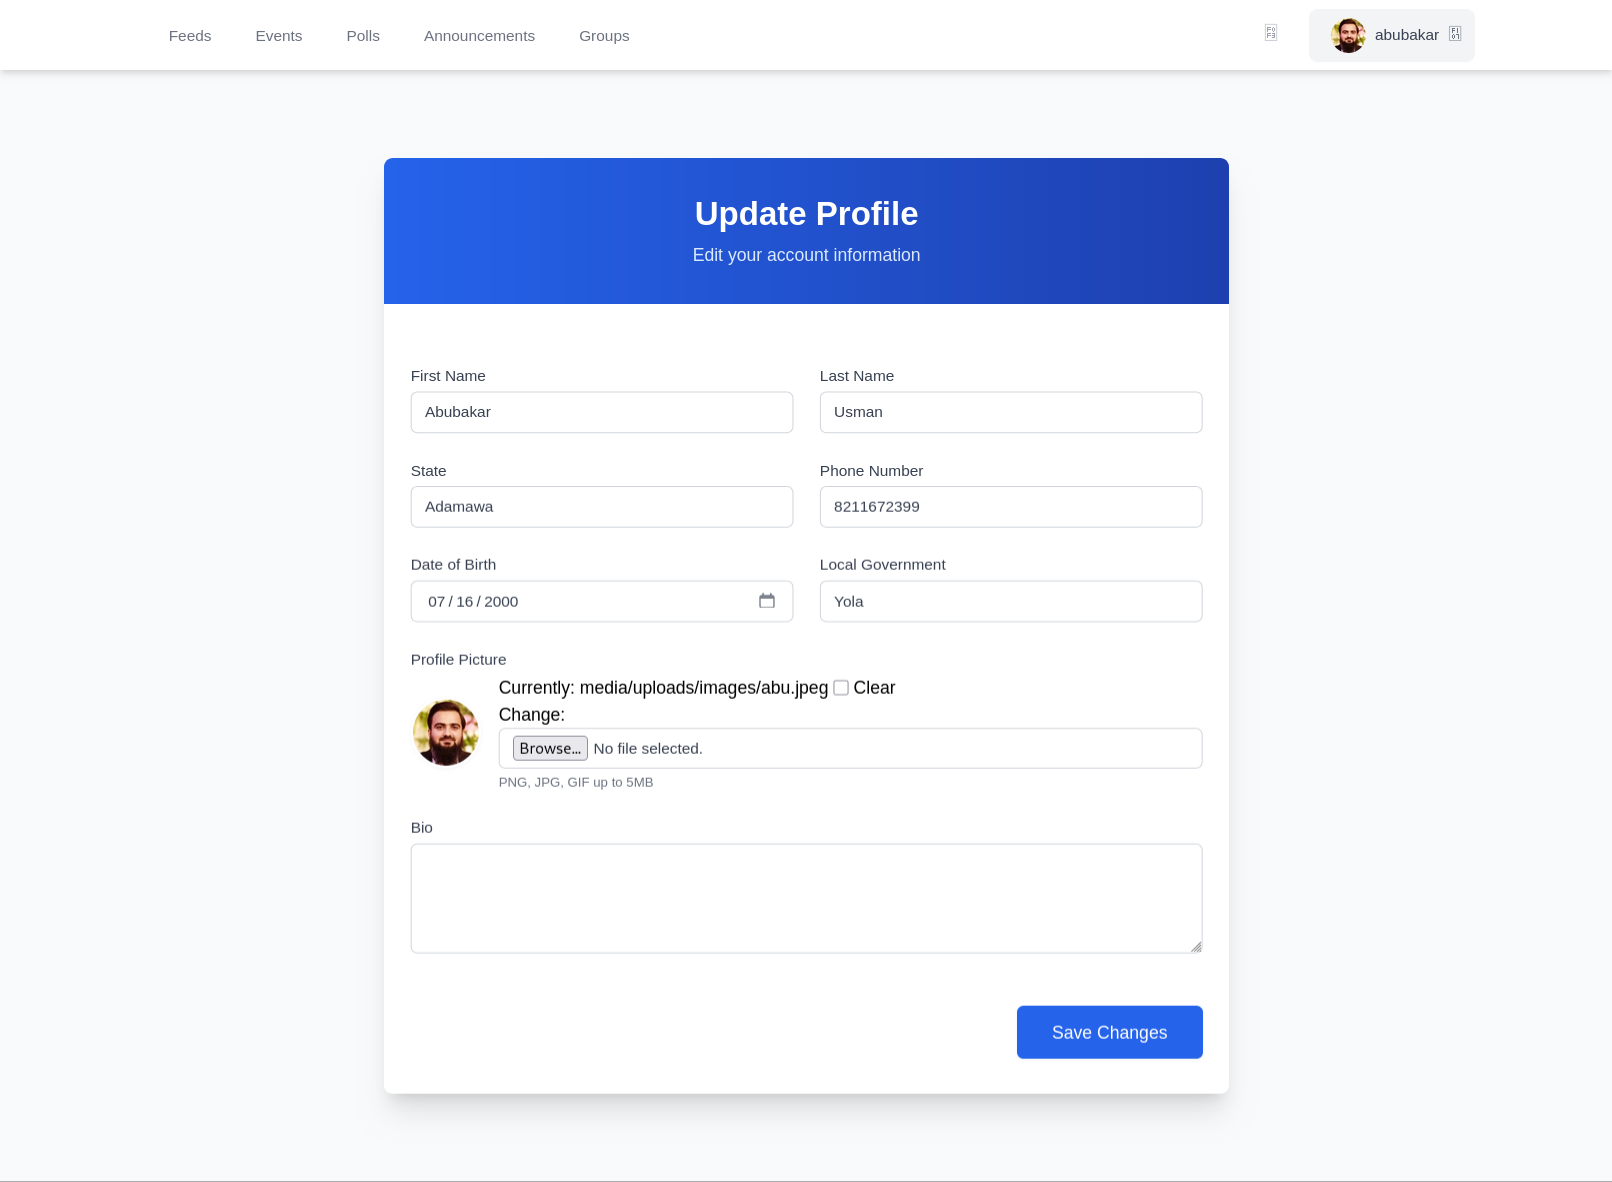 Feeds Events Polls Announcements Groups abubakar
Update Profile
Edit your account information
First Name Last Name
Abubakar Usman
State Phone Number
Adamawa 8211672399
Date of Birth Local Government
07 / 16 / 2000 Yola
Profile Picture
Currently: media/uploads/images/abu.jpeg Clear
Change:
Browse... No file selected.
PNG, JPG, GIF up to 5MB
Bio
Save Changes